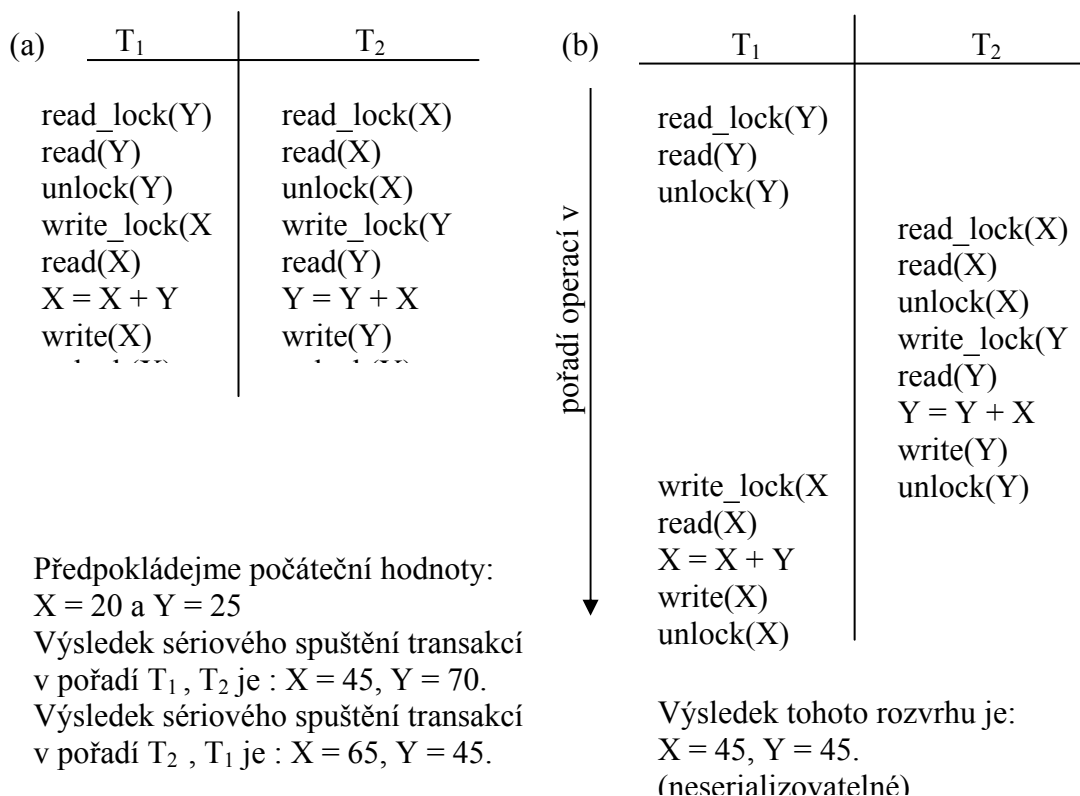 (a)
T1
T2
read_lock(Y)
read(Y)
unlock(Y)
write_lock(X
read(X)
X = X + Y
write(X)
read_lock(X)
read(X)
unlock(X)
write_lock(Y
read(Y)
Y = Y + X
write(Y)
Předpokládejme počáteční hodnoty:
X = 20 a Y = 25
Výsledek sériového spuštění transakcí
v pořadí T1 , T2 je : X = 45, Y = 70.
Výsledek sériového spuštění transakcí
v pořadí T2 , T1 je : X = 65, Y = 45.
(b)
T1
T2
pořadí operací v
read_lock(Y)
read(Y)
unlock(Y)
read_lock(X)
read(X)
unlock(X)
write_lock(Y
read(Y)
Y = Y + X
write(Y)
unlock(Y)
write_lock(X
read(X)
X = X + Y
write(X)
unlock(X)
Výsledek tohoto rozvrhu je:
X = 45, Y = 45.
(neserializovatelné)